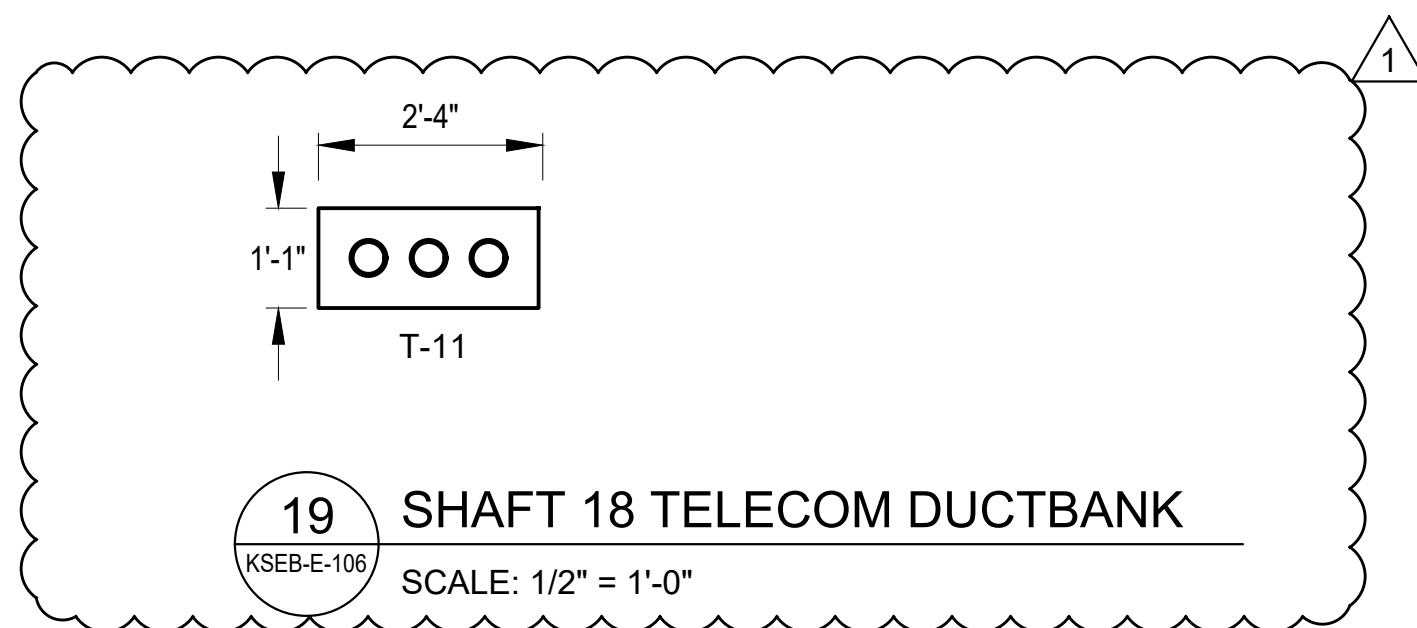 1
2'-4"
1'-1"
T-11
19
KSEB-E-106
SHAFT 18 TELECOM DUCTBANK
SCALE: 1/2" = 1'-0"